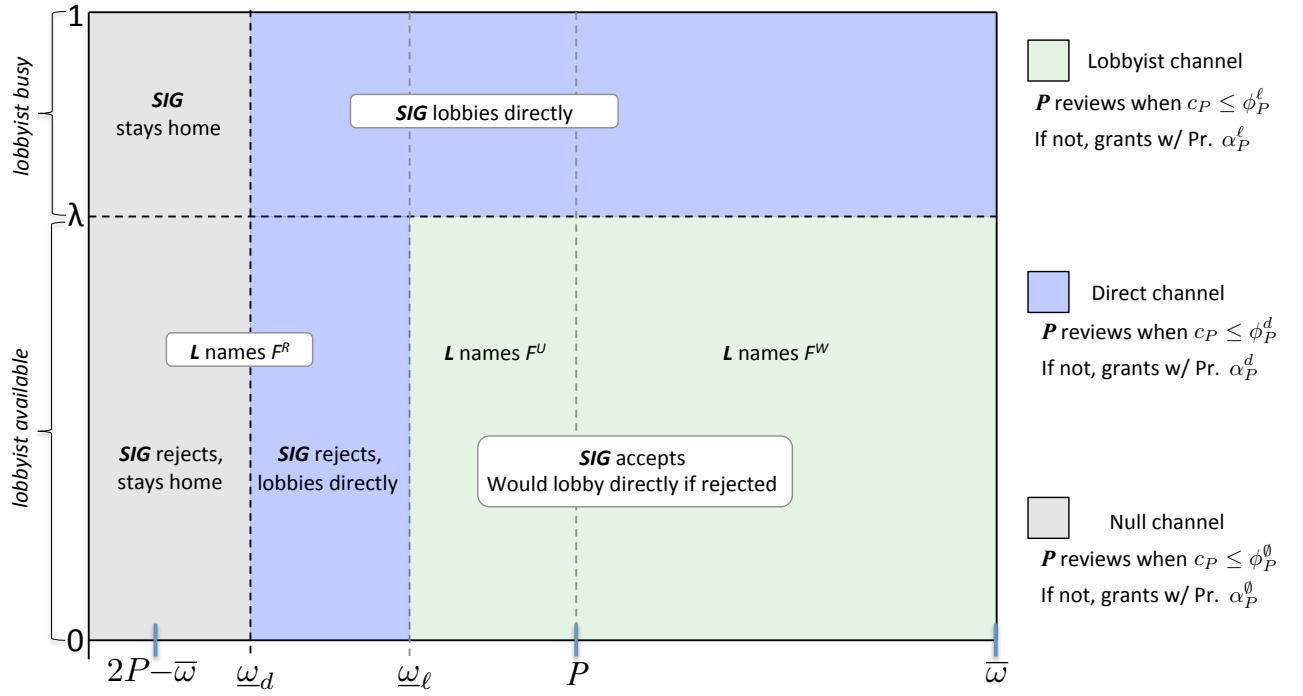 1
lobbyist busy
SIG
stays home
SIG lobbies directly
λ
lobbyist available
L names F^R
L names F^U
L names F^W
SIG rejects,
stays home
SIG rejects,
lobbies directly
SIG accepts
Would lobby directly if rejected
0
2P−ω̅
ω̲_d
ω̲_ℓ
P
ω̅
Lobbyist channel
P reviews when c_P ≤ ϕ_P^ℓ
If not, grants w/ Pr. α_P^ℓ
Direct channel
P reviews when c_P ≤ ϕ_P^d
If not, grants w/ Pr. α_P^d
Null channel
P reviews when c_P ≤ ϕ_P^∅
If not, grants w/ Pr. α_P^∅